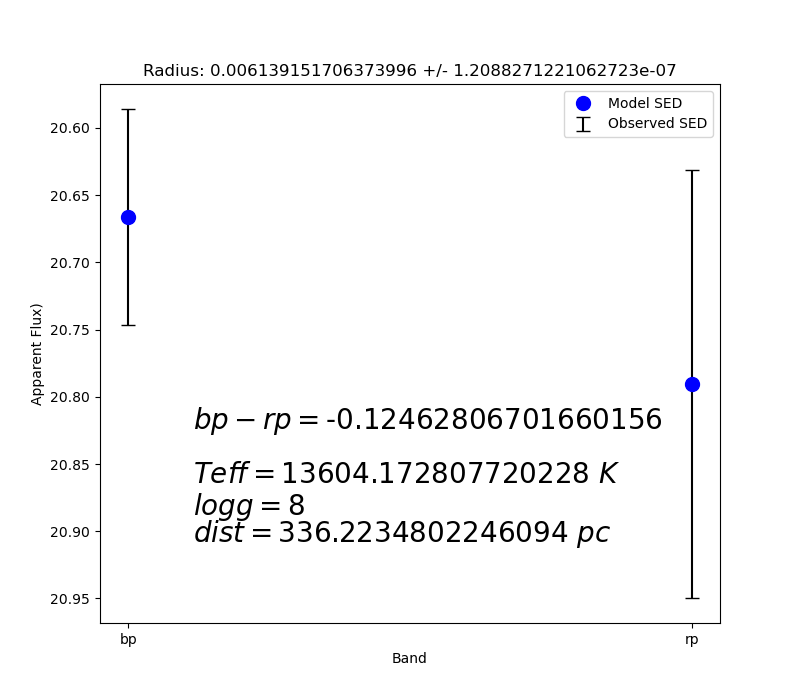 Radius: 0.006139151706373996 +/- 1.2088271221062723e-07
Model SED
Observed SED
20.60
20.65
20.70
20.75
20.80
20.85
20.90
20.95
Apparent Flux)
bp − rp = -0.12462806701660156
Teff = 13604.172807720228 K
logg = 8
dist = 336.2234802246094 pc
bp
rp
Band